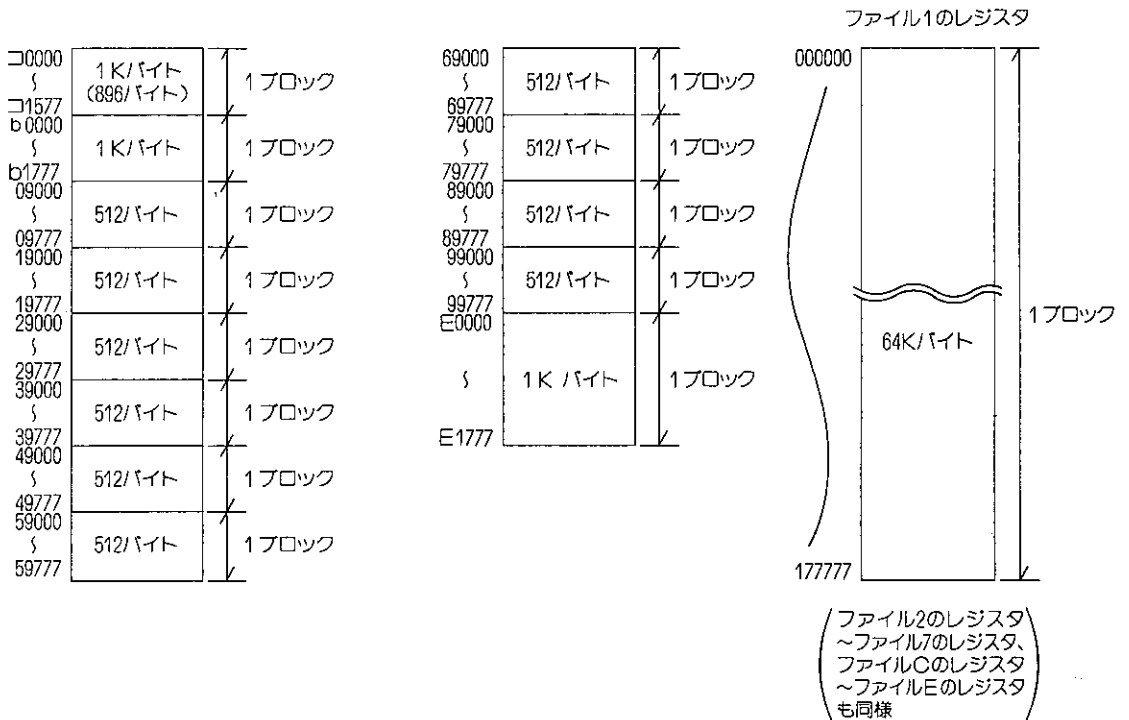 ファイル1のレジスタ
コ0000
〜
コ1577
1Kバイト
(896バイト)
1ブロック
b0000
〜
b1777
1Kバイト
1ブロック
09000
〜
09777
512バイト
1ブロック
19000
〜
19777
512バイト
1ブロック
29000
〜
29777
512バイト
1ブロック
39000
〜
39777
512バイト
1ブロック
49000
〜
49777
512バイト
1ブロック
59000
〜
59777
512バイト
1ブロック
69000
〜
69777
512バイト
1ブロック
79000
〜
79777
512バイト
1ブロック
89000
〜
89777
512バイト
1ブロック
99000
〜
99777
512バイト
1ブロック
E0000
〜
E1777
1Kバイト
1ブロック
000000
177777
64Kバイト
1ブロック
ファイル2のレジスタ
〜ファイル7のレジスタ、
ファイルCのレジスタ
〜ファイルEのレジスタ
も同様